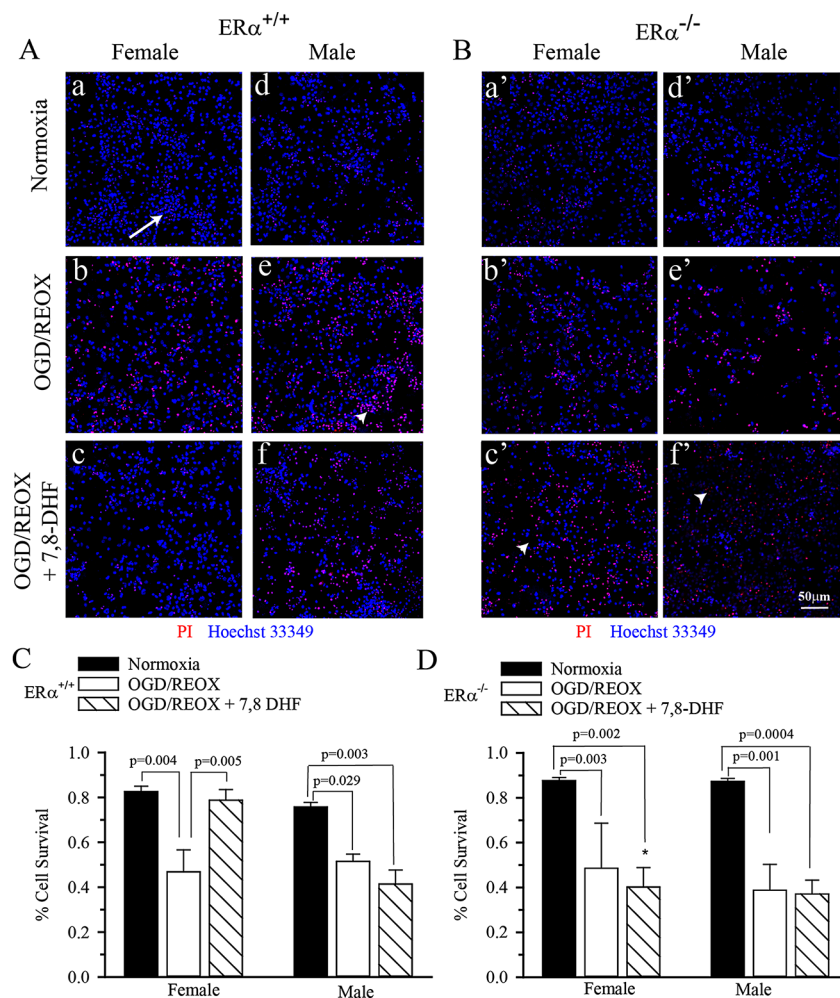 ERα+/+
ERα-/-
A
Female
Male
B
Female
Male
Normoxia
a
d
a’
d’
OGD/REOX
b
e
b’
e’
OGD/REOX
+ 7,8-DHF
c
f
c’
f’
50μm
PI Hoechst 33349
PI Hoechst 33349
C
ERα+/+
Normoxia
OGD/REOX
OGD/REOX + 7,8 DHF
% Cell Survival
1.0
0.8
0.6
0.4
0.2
0.0
p=0.004
p=0.005
p=0.003
p=0.029
Female
Male
D
ERα-/-
Normoxia
OGD/REOX
OGD/REOX + 7,8-DHF
% Cell Survival
1.0
0.8
0.6
0.4
0.2
0.0
p=0.002
p=0.003
*
p=0.0004
p=0.001
Female
Male